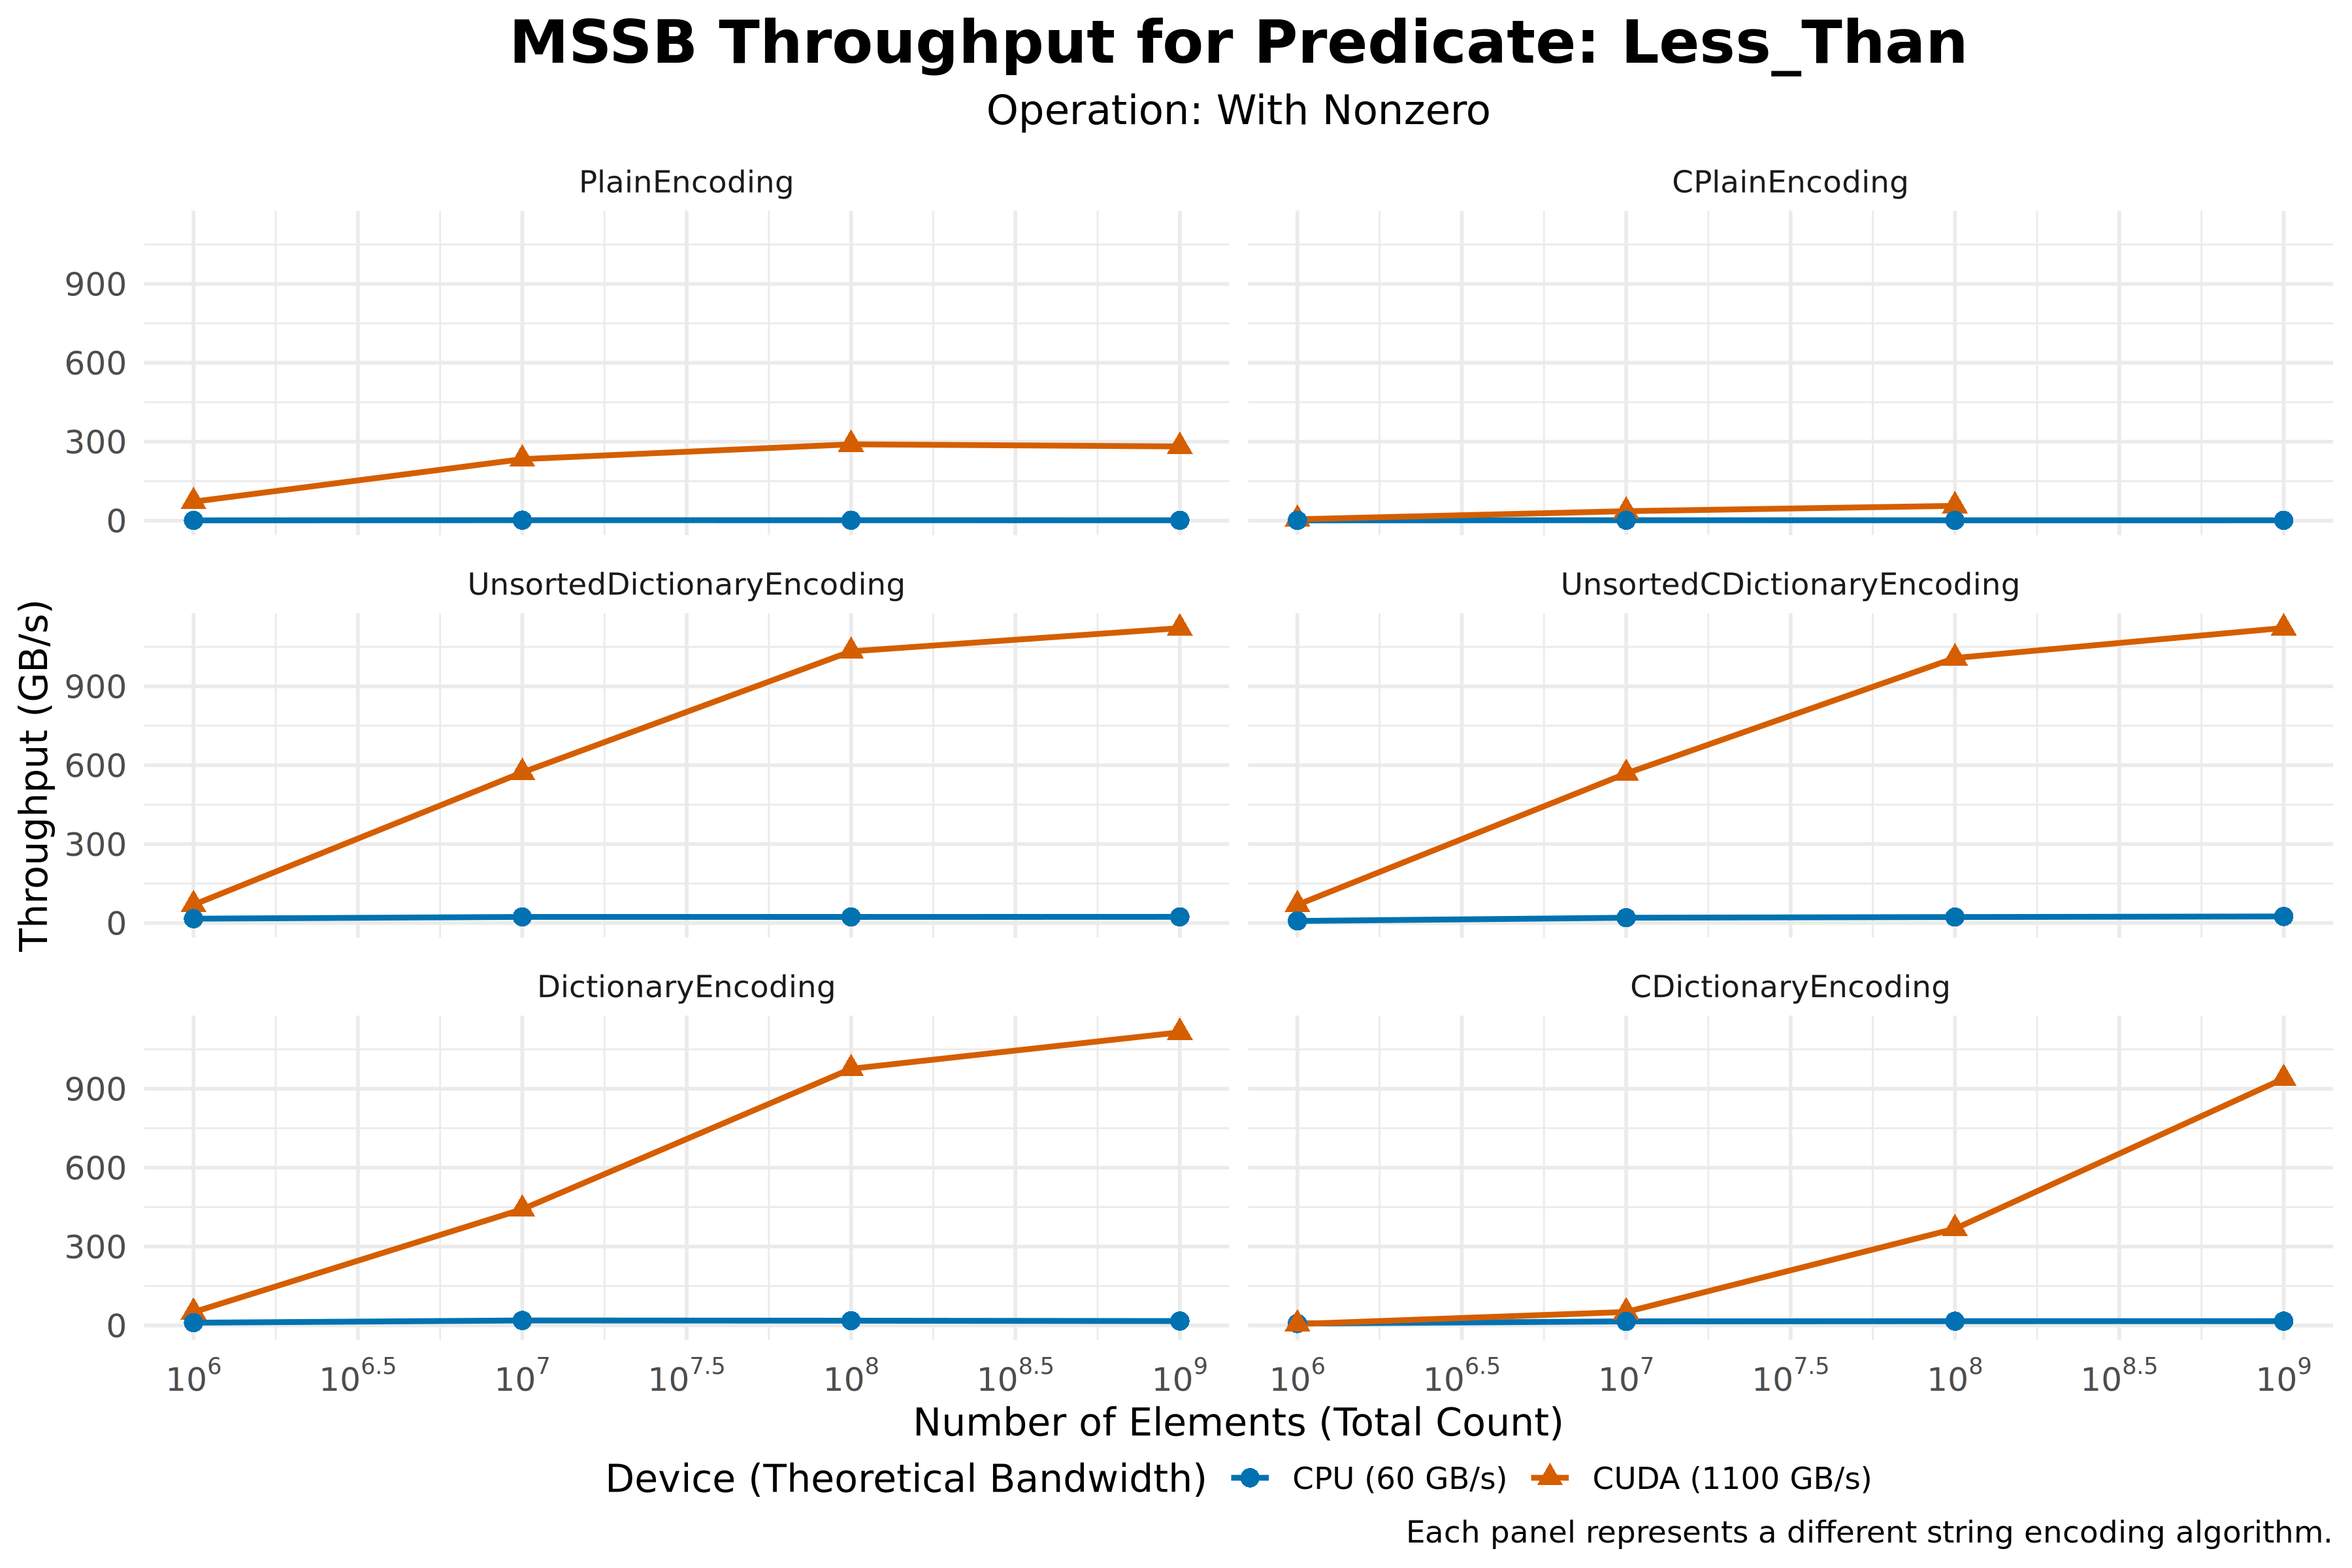 MSSB Throughput for Predicate: Less_Than
Operation: With Nonzero
PlainEncoding
CPlainEncoding
900
600
300
0
UnsortedDictionaryEncoding
UnsortedCDictionaryEncoding
Throughput (GB/s)
900
600
300
0
DictionaryEncoding
CDictionaryEncoding
900
600
300
0
10^6 10^6.5 10^7 10^7.5 10^8 10^8.5 10^9 10^6 10^6.5 10^7 10^7.5 10^8 10^8.5 10^9
Number of Elements (Total Count)
Device (Theoretical Bandwidth) CPU (60 GB/s) CUDA (1100 GB/s)
Each panel represents a different string encoding algorithm.